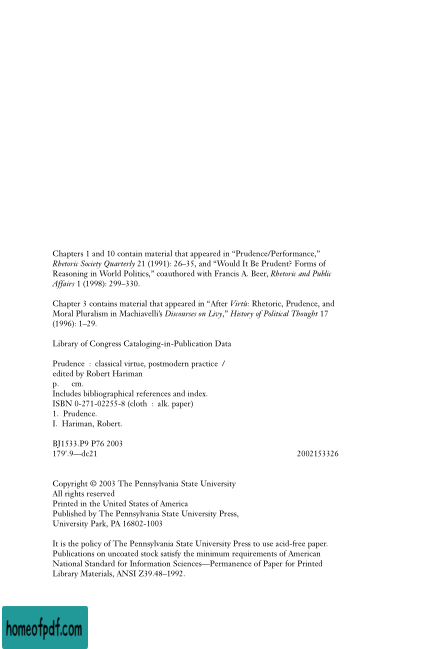 Chapters 1 and 10 contain material that appeared in “Prudence/Performance,”
Rhetoric Society Quarterly 21 (1991): 26–35, and “Would It Be Prudent? Forms of
Reasoning in World Politics,” coauthored with Francis A. Beer, Rhetoric and Public
Affairs 1 (1998): 299–330.
Chapter 3 contains material that appeared in “After Virtù: Rhetoric, Prudence, and
Moral Pluralism in Machiavelli’s Discourses on Livy,” History of Political Thought 17
(1996): 1–29.
Library of Congress Cataloging-in-Publication Data
Prudence : classical virtue, postmodern practice /
edited by Robert Hariman
p. cm.
Includes bibliographical references and index.
ISBN 0-271-02255-8 (cloth : alk. paper)
1. Prudence.
I. Hariman, Robert.
BJ1533.P9 P76 2003
179'.9—dc21 2002153326
Copyright © 2003 The Pennsylvania State University
All rights reserved
Printed in the United States of America
Published by The Pennsylvania State University Press,
University Park, PA 16802-1003
It is the policy of The Pennsylvania State University Press to use acid-free paper.
Publications on uncoated stock satisfy the minimum requirements of American
National Standard for Information Sciences—Permanence of Paper for Printed
Library Materials, ANSI Z39.48–1992.
homeofpdf.com